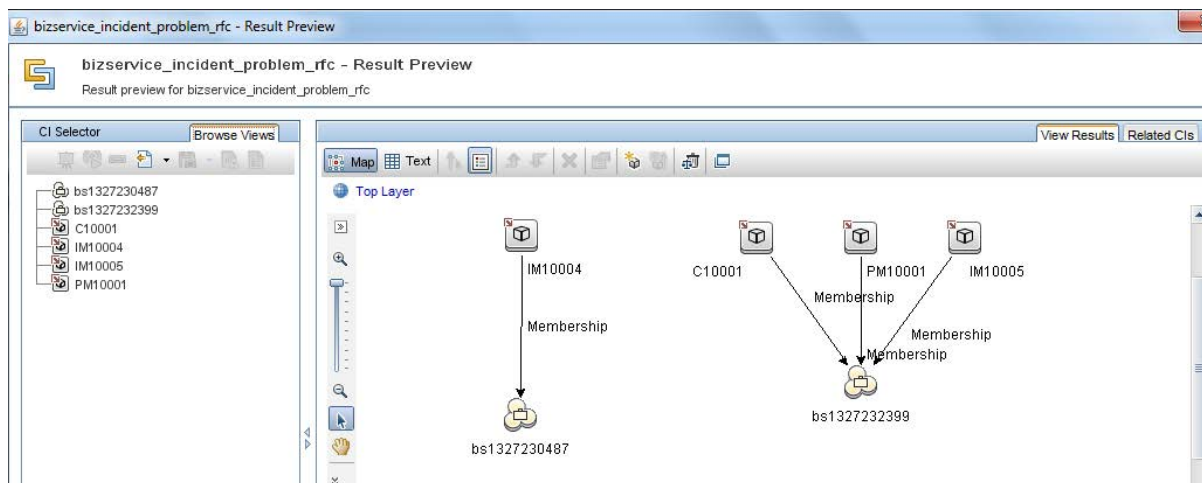 bizservice_incident_problem_rfc - Result Preview
bizservice_incident_problem_rfc - Result Preview
Result preview for bizservice_incident_problem_rfc
CI Selector
Browse Views
View Results
Related CIs
Map
Text
bs1327230487
bs1327232399
C10001
IM10004
IM10005
PM10001
Top Layer
IM10004
C10001
PM10001
IM10005
Membership
Membership
Membership
Membership
bs1327232399
bs1327230487